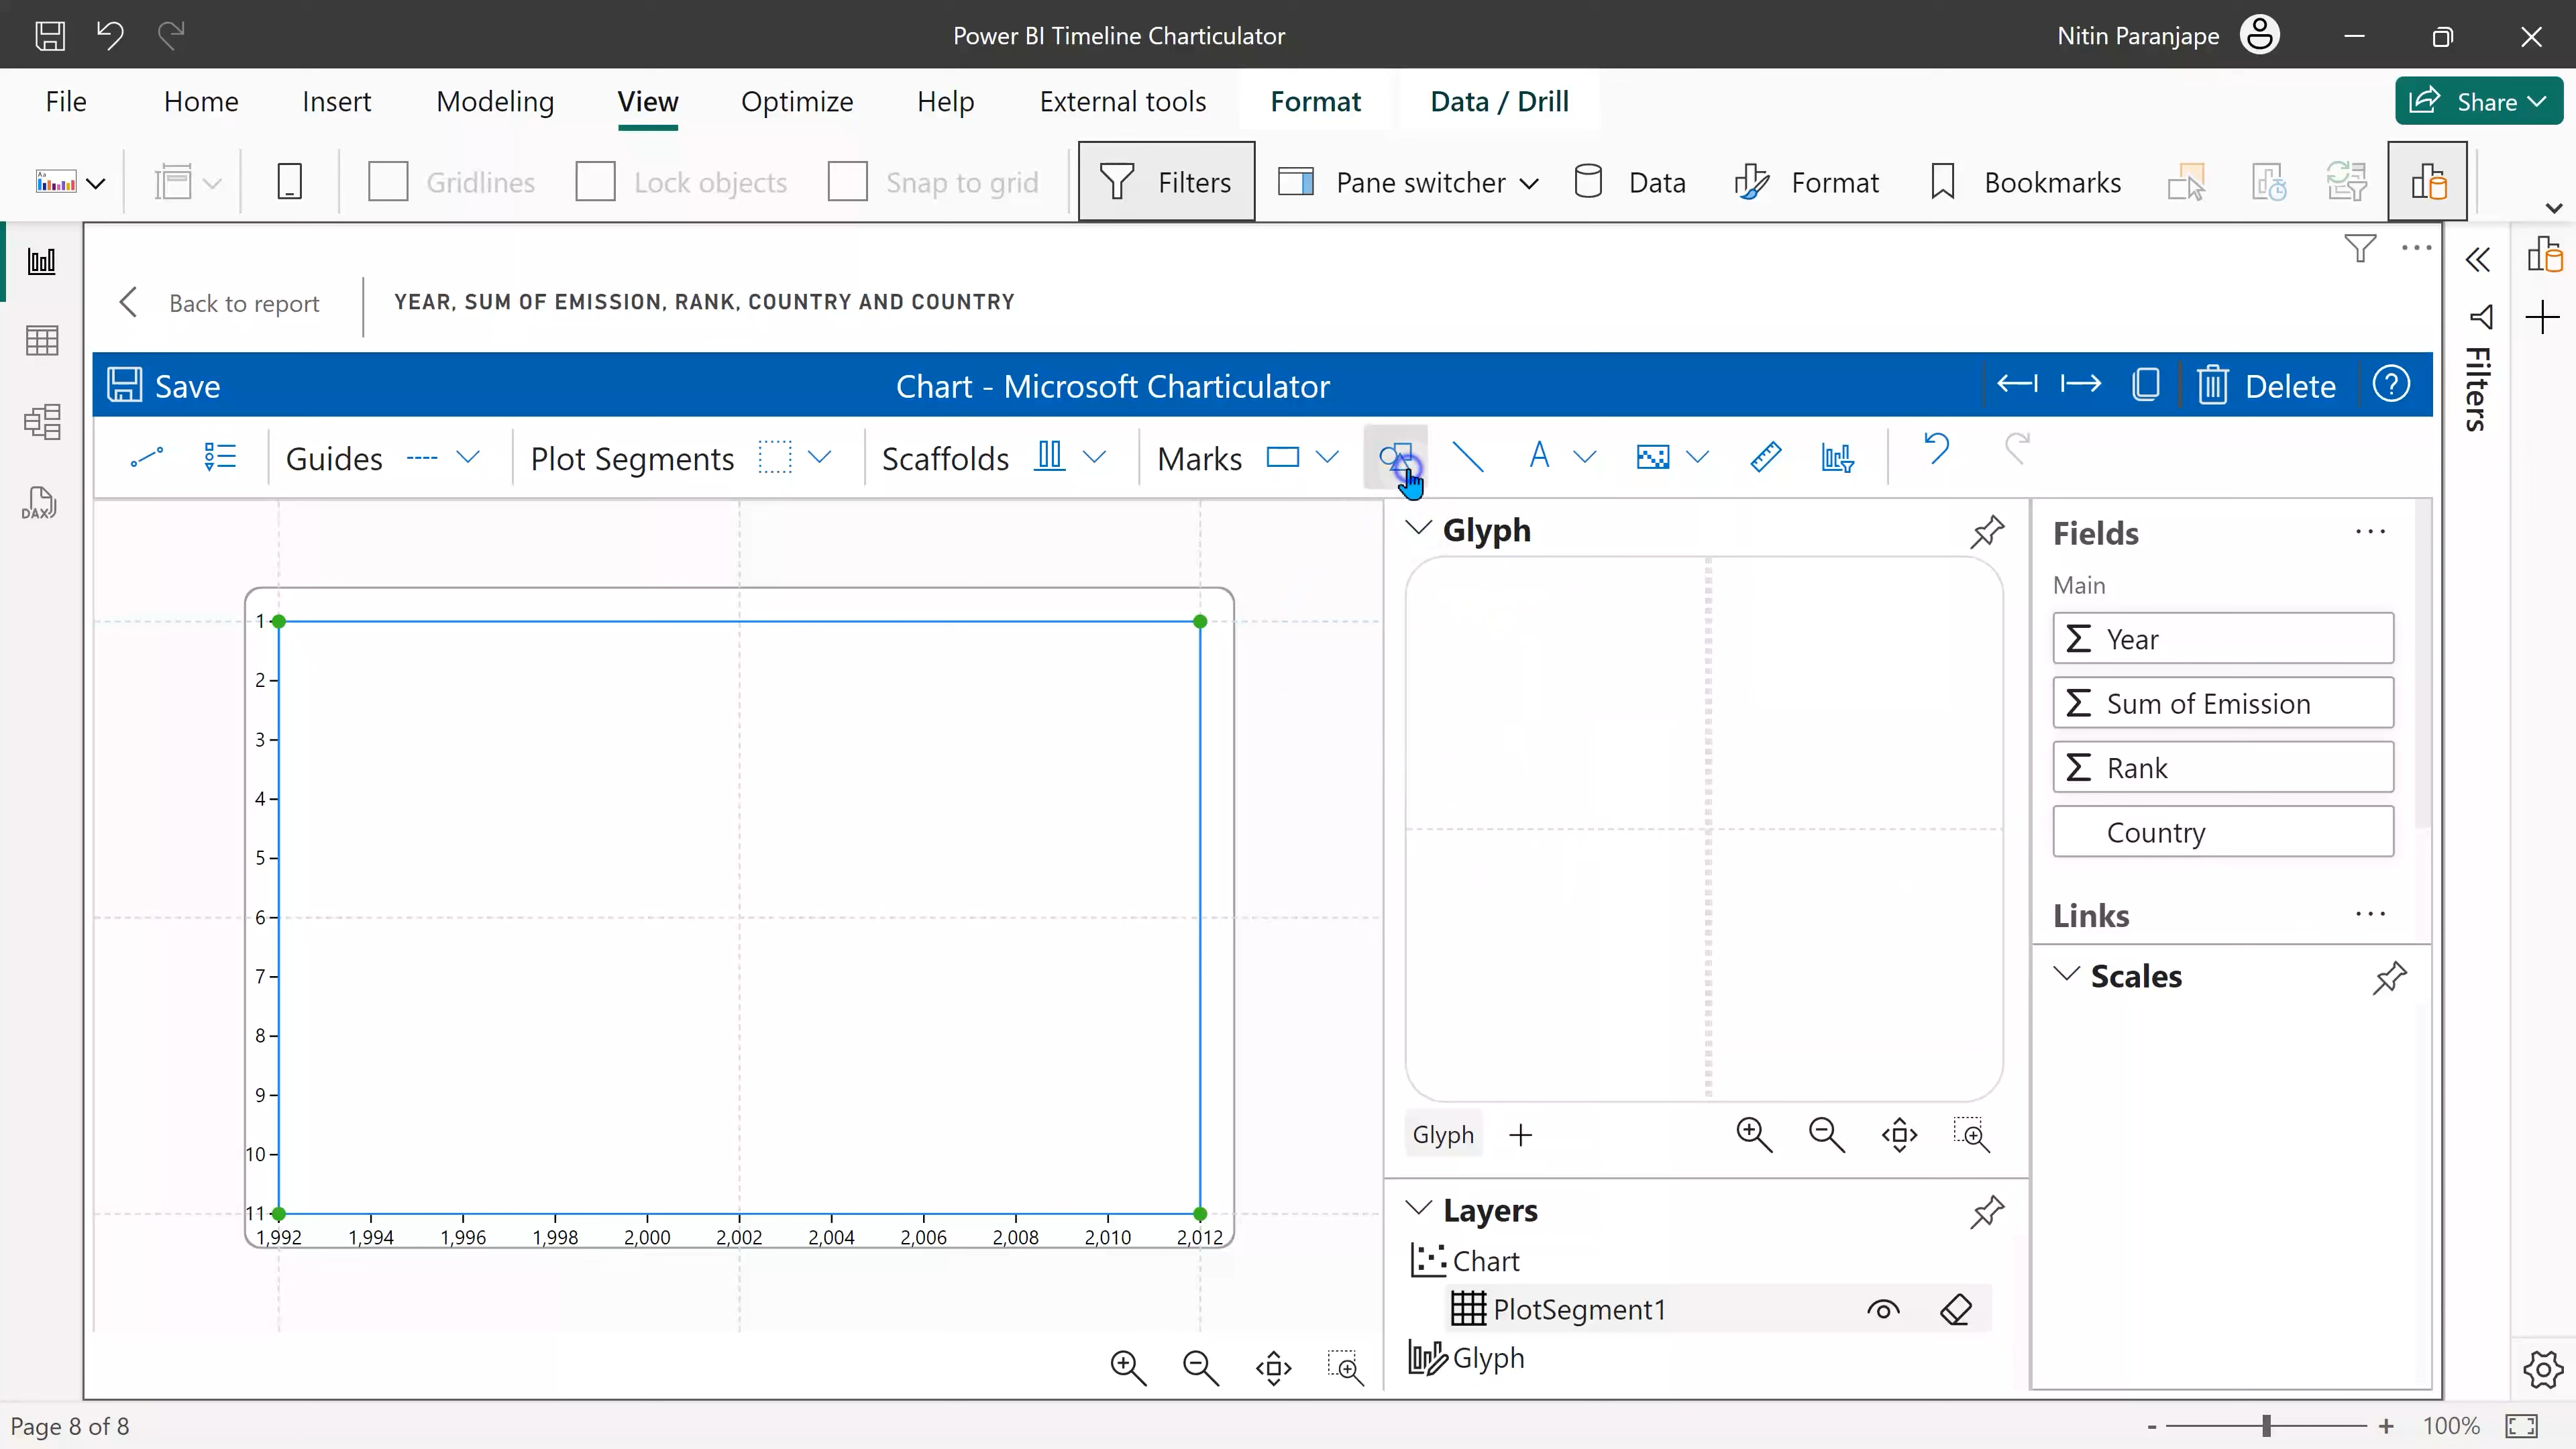 Power BI Timeline Charticulator
Nitin Paranjape
File Home Insert Modeling View Optimize Help External tools Format Data / Drill Share
Gridlines Lock objects Snap to grid Filters Pane switcher Data Format Bookmarks
Back to report YEAR, SUM OF EMISSION, RANK, COUNTRY AND COUNTRY
Save Chart - Microsoft Charticulator Delete
Guides Plot Segments Scaffolds Marks
Glyph
1
2
3
4
5
6
7
8
9
10
11
1,992 1,994 1,996 1,998 2,000 2,002 2,004 2,006 2,008 2,010 2,012
Glyph
Layers
Chart
PlotSegment1
Glyph
Fields
Main
Year
Sum of Emission
Rank
Country
Links
Scales
Filters
DAX
Page 8 of 8
- + 100%